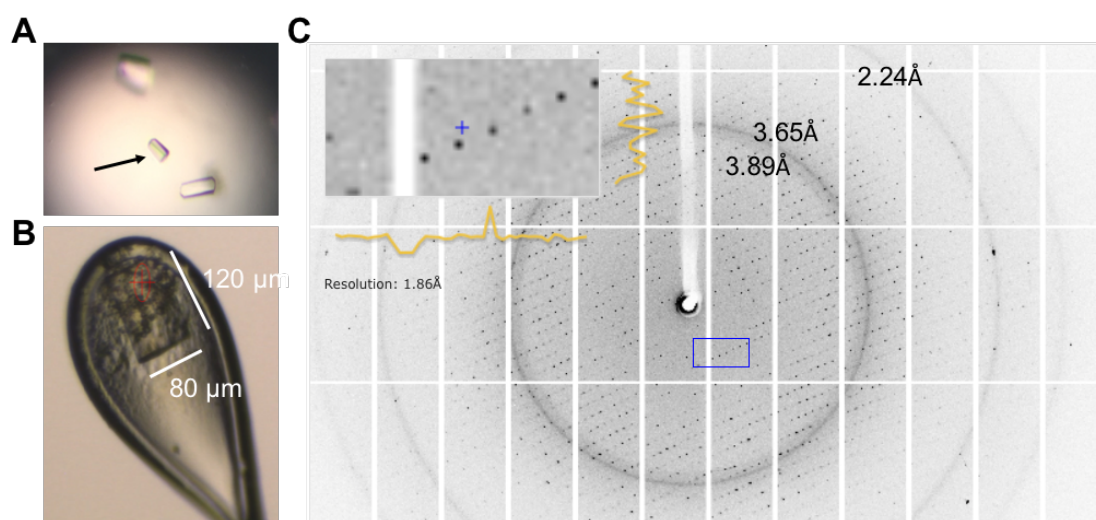 A
B
120 µm
80 µm
C
2.24Å
3.65Å
3.89Å
Resolution: 1.86Å